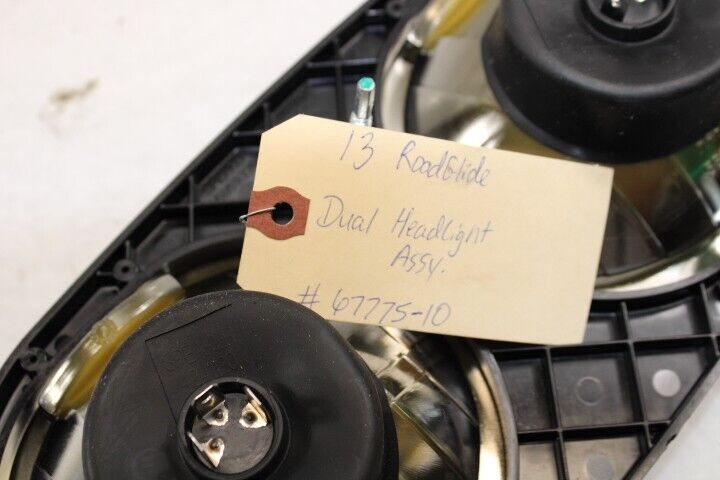 13 RoadGlide
Dual Headlight
Assy.
# 67775-10